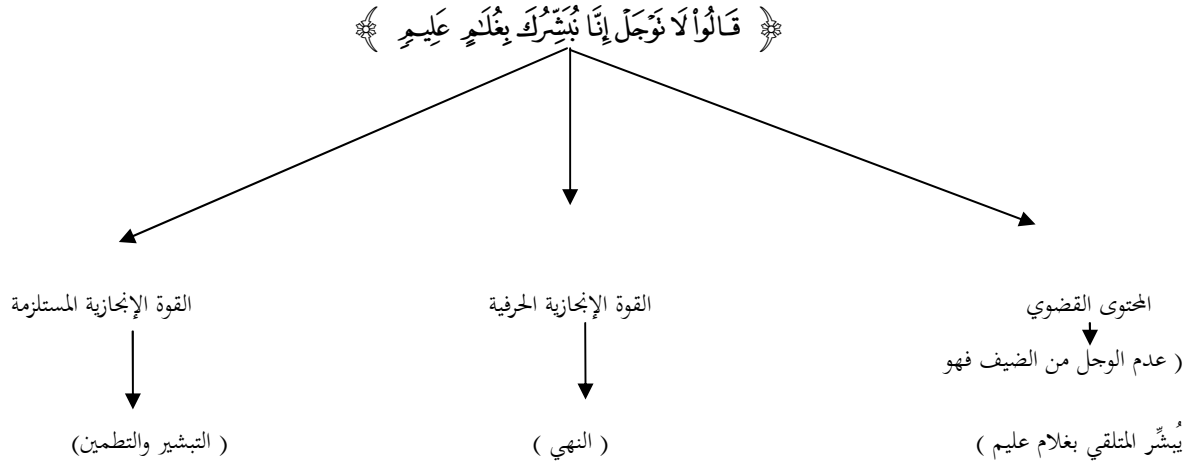 ﴿ قَالُوا۟ لَا تَوْجَلْ إِنَّا نُبَشِّرُكَ بِغُلَـٰمٍ عَلِيمٍ ﴾
المحتوى القضوي
القوة الإنجازية الحرفية
القوة الإنجازية المستلزمة
( عدم الوجل من الضيف فهو
يُبشِّر المتلقي بغلام عليم )
( النهي )
( التبشير والتطمين)